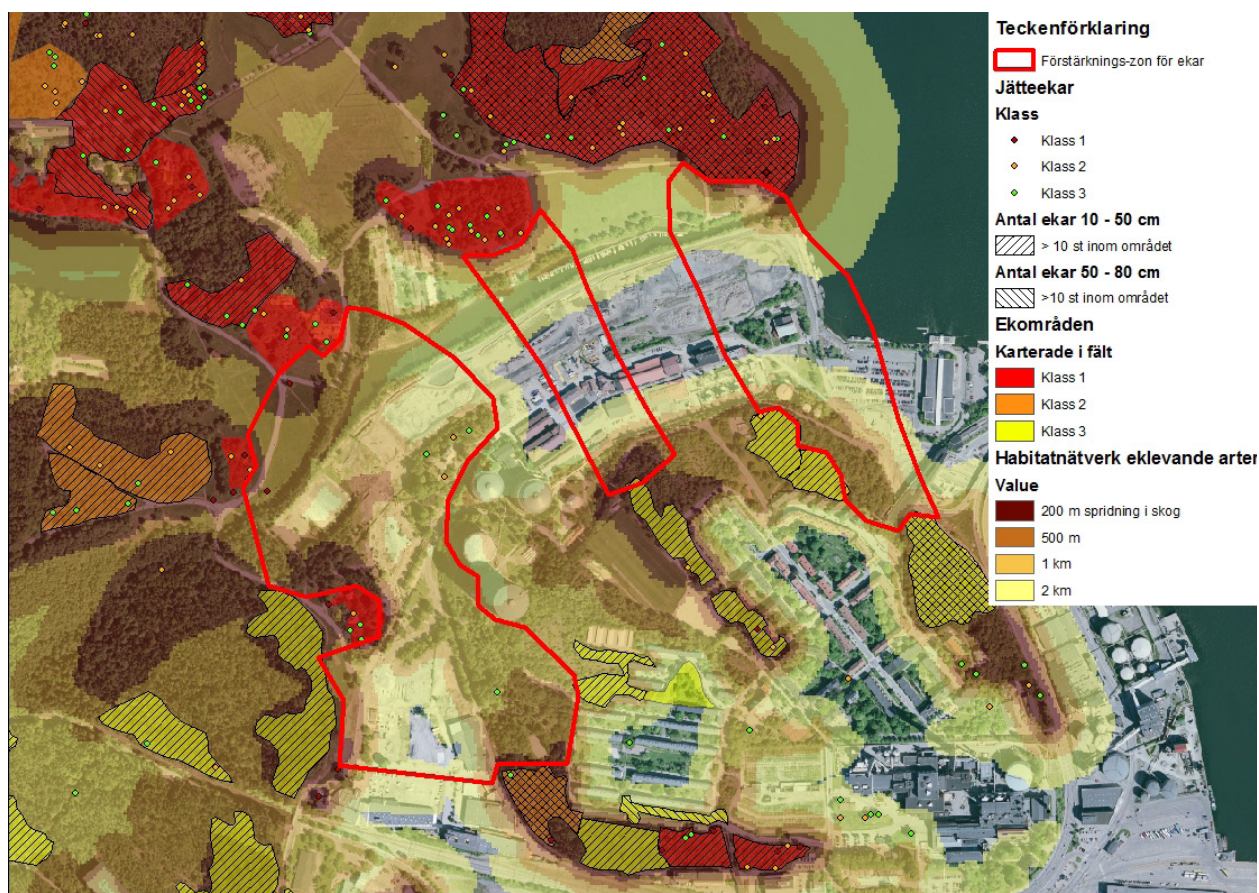 Teckenförklaring
Förstärknings-zon för ekar
Jätteekar
Klass
Klass 1
Klass 2
Klass 3
Antal ekar 10 - 50 cm
> 10 st inom området
Antal ekar 50 - 80 cm
>10 st inom området
Ekområden
Karterade i fält
Klass 1
Klass 2
Klass 3
Habitatnätverk eklevande arter
Value
200 m spridning i skog
500 m
1 km
2 km